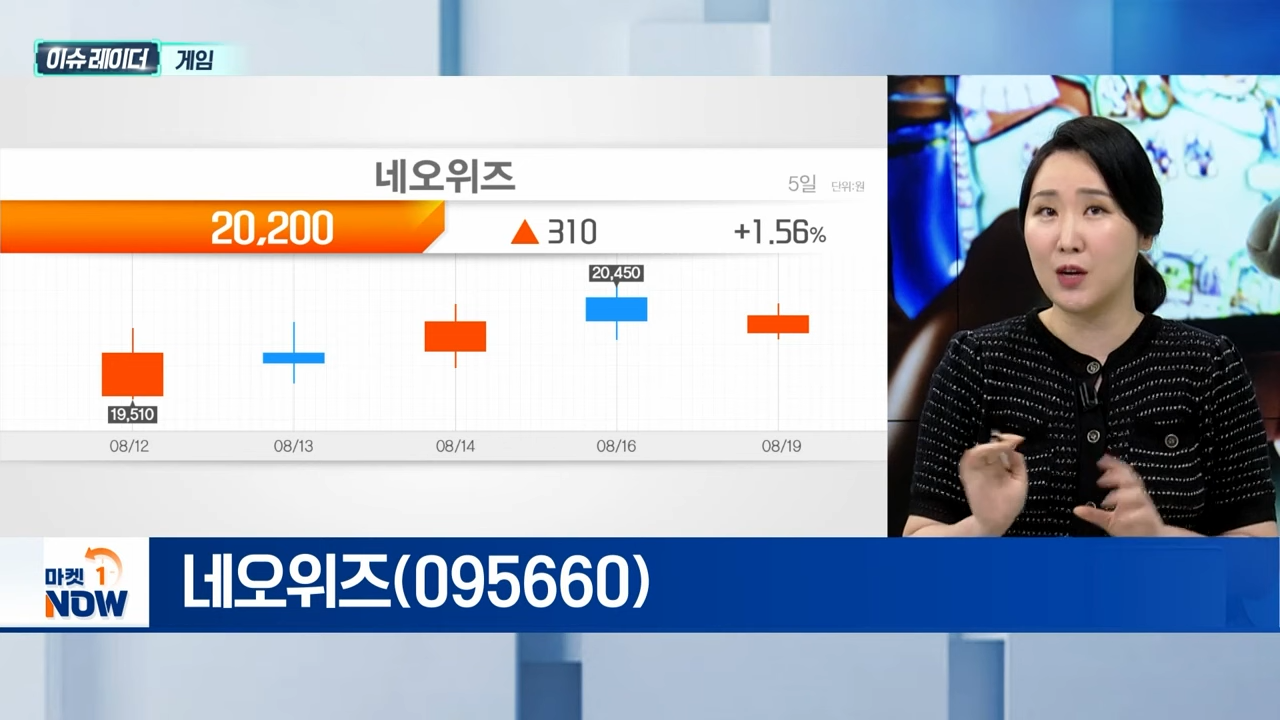 이슈 레이더 게임
네오위즈
5일 단위:원
20,200 ▲ 310 +1.56%
20,450
19,510
08/12 08/13 08/14 08/16 08/19
마켓 1
NOW
네오위즈(095660)